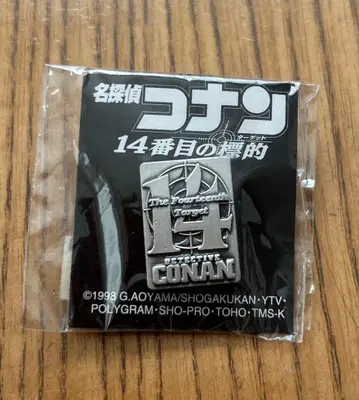 名探偵
コナン
ターゲット
14番目の標的
14
The Fourteenth
Target
DETECTIVE
CONAN
©1998 G.AOYAMA/SHOGAKUKAN・YTV・
POLYGRAM・SHO-PRO・TOHO・TMS-K